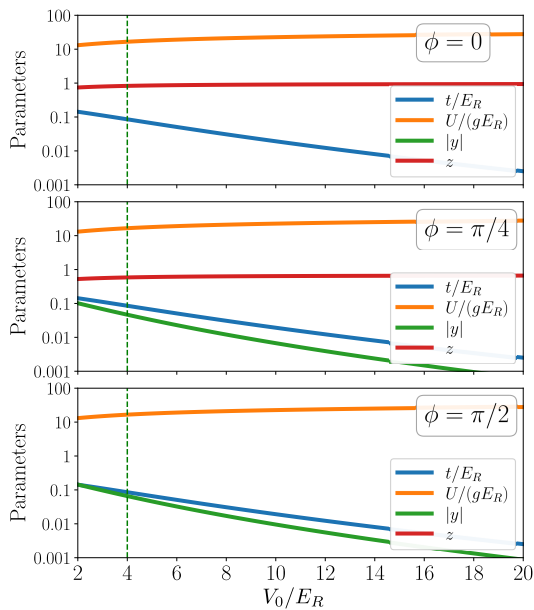 100
10
1
0.1
0.01
0.001
Parameters
ϕ = 0
t/E_R
U/(gE_R)
|y|
z
100
10
1
0.1
0.01
0.001
Parameters
ϕ = π/4
t/E_R
U/(gE_R)
|y|
z
100
10
1
0.1
0.01
0.001
Parameters
ϕ = π/2
t/E_R
U/(gE_R)
|y|
z
2 4 6 8 10 12 14 16 18 20
V_0/E_R